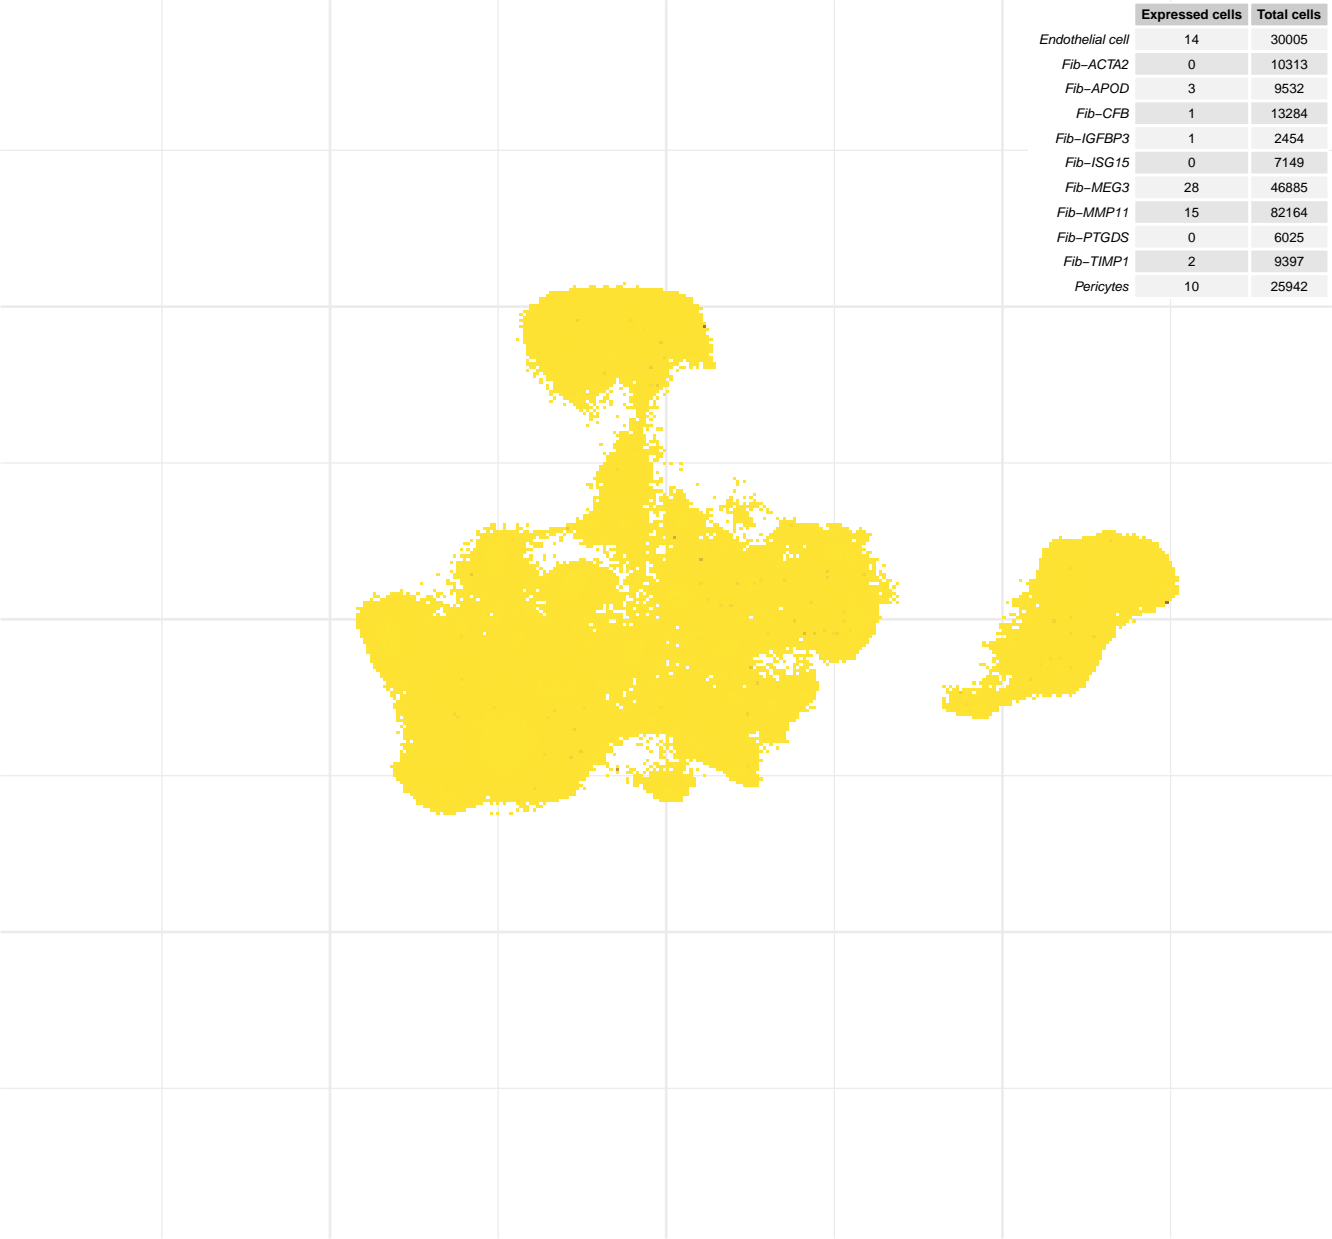 Expressed cells Total cells
Endothelial cell 14 30005
Fib−ACTA2 0 10313
Fib−APOD 3 9532
Fib−CFB 1 13284
Fib−IGFBP3 1 2454
Fib−ISG15 0 7149
Fib−MEG3 28 46885
Fib−MMP11 15 82164
Fib−PTGDS 0 6025
Fib−TIMP1 2 9397
Pericytes 10 25942